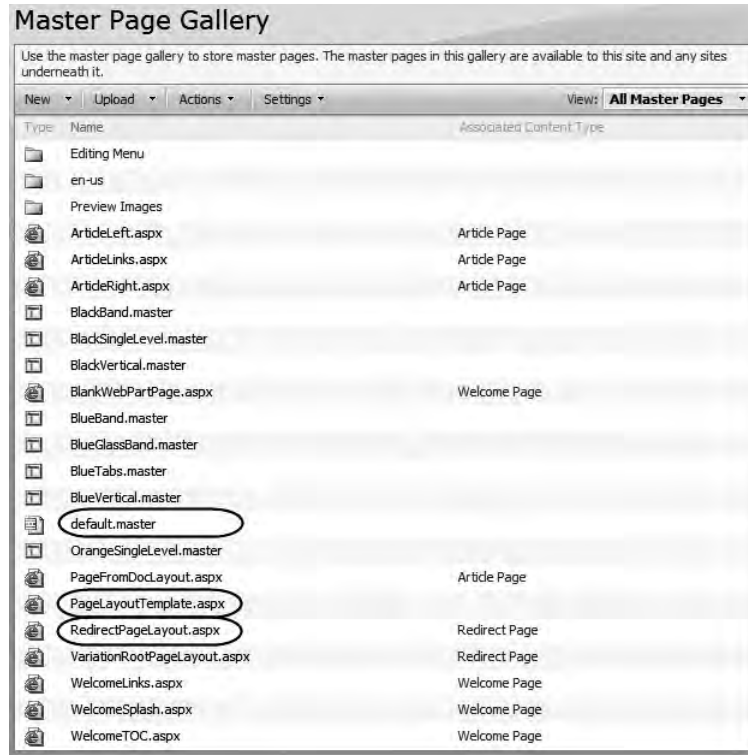 Master Page Gallery
Use the master page gallery to store master pages. The master pages in this gallery are available to this site and any sites
underneath it.
New Upload Actions Settings View: All Master Pages
Type Name Associated Content Type
Editing Menu
en-us
Preview Images
ArticleLeft.aspx Article Page
ArticleLinks.aspx Article Page
ArticleRight.aspx Article Page
BlackBand.master
BlackSingleLevel.master
BlackVertical.master
BlankWebPartPage.aspx Welcome Page
BlueBand.master
BlueGlassBand.master
BlueTabs.master
BlueVertical.master
default.master
OrangeSingleLevel.master
PageFromDocLayout.aspx Article Page
PageLayoutTemplate.aspx
RedirectPageLayout.aspx Redirect Page
VariationRootPageLayout.aspx Redirect Page
WelcomeLinks.aspx Welcome Page
WelcomeSplash.aspx Welcome Page
WelcomeTOC.aspx Welcome Page